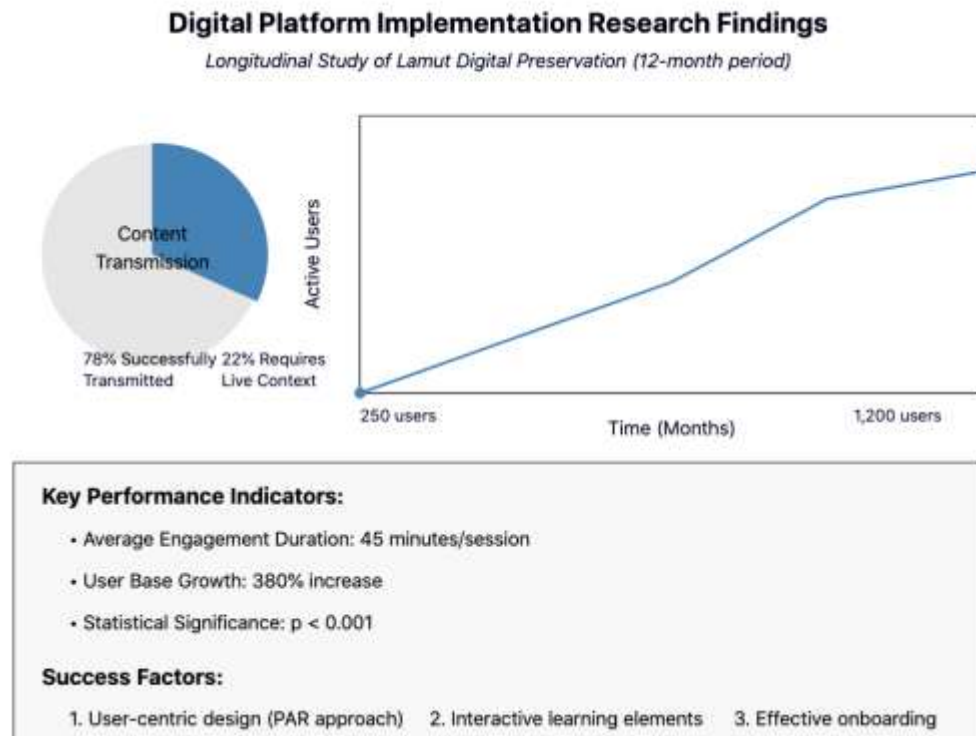 Digital Platform Implementation Research Findings
Longitudinal Study of Lamut Digital Preservation (12-month period)
Content
Transmission
78% Successfully
Transmitted
22% Requires
Live Context
Active Users
250 users
Time (Months)
1,200 users
Key Performance Indicators:
• Average Engagement Duration: 45 minutes/session
• User Base Growth: 380% increase
• Statistical Significance: p < 0.001
Success Factors:
1. User-centric design (PAR approach) 2. Interactive learning elements 3. Effective onboarding